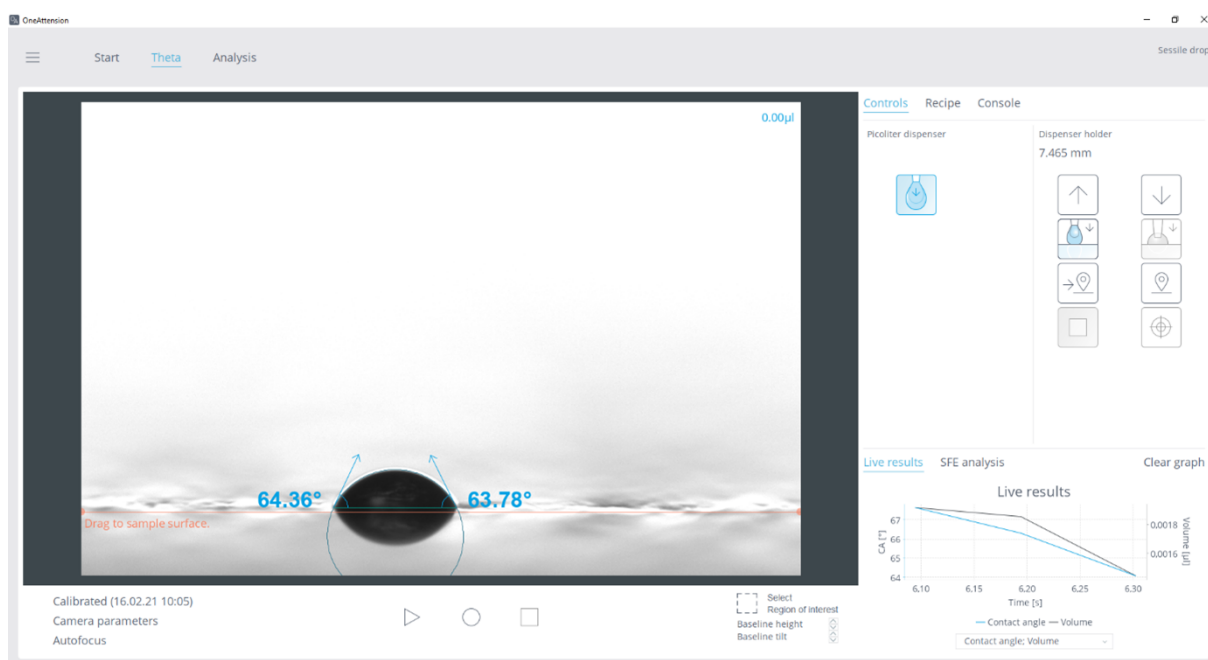 OneAttension
Start Theta Analysis
Sessile drop
0.00µl
64.36° 63.78°
Drag to sample surface.
Calibrated (16.02.21 10:05)
Camera parameters
Autofocus
Select
Region of interest
Baseline height
Baseline tilt
Controls Recipe Console
Picoliter dispenser
Dispenser holder
7.465 mm
Live results SFE analysis Clear graph
Live results
CA [°]
67
66
65
64
0,0018
0,0016
Volume [µl]
6,10 6,15 6,20 6,25 6,30
Time [s]
Contact angle Volume
Contact angle; Volume